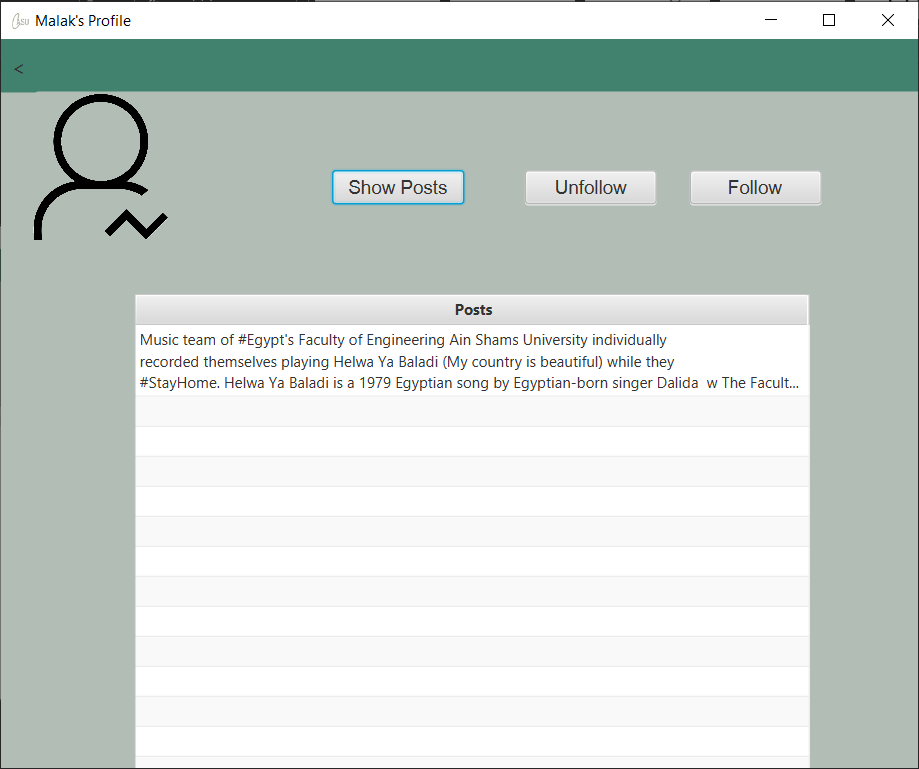 Malak's Profile
<
Show Posts
Unfollow
Follow
Posts
Music team of #Egypt's Faculty of Engineering Ain Shams University individually
recorded themselves playing Helwa Ya Baladi (My country is beautiful) while they
#StayHome. Helwa Ya Baladi is a 1979 Egyptian song by Egyptian-born singer Dalida  w The Facult...